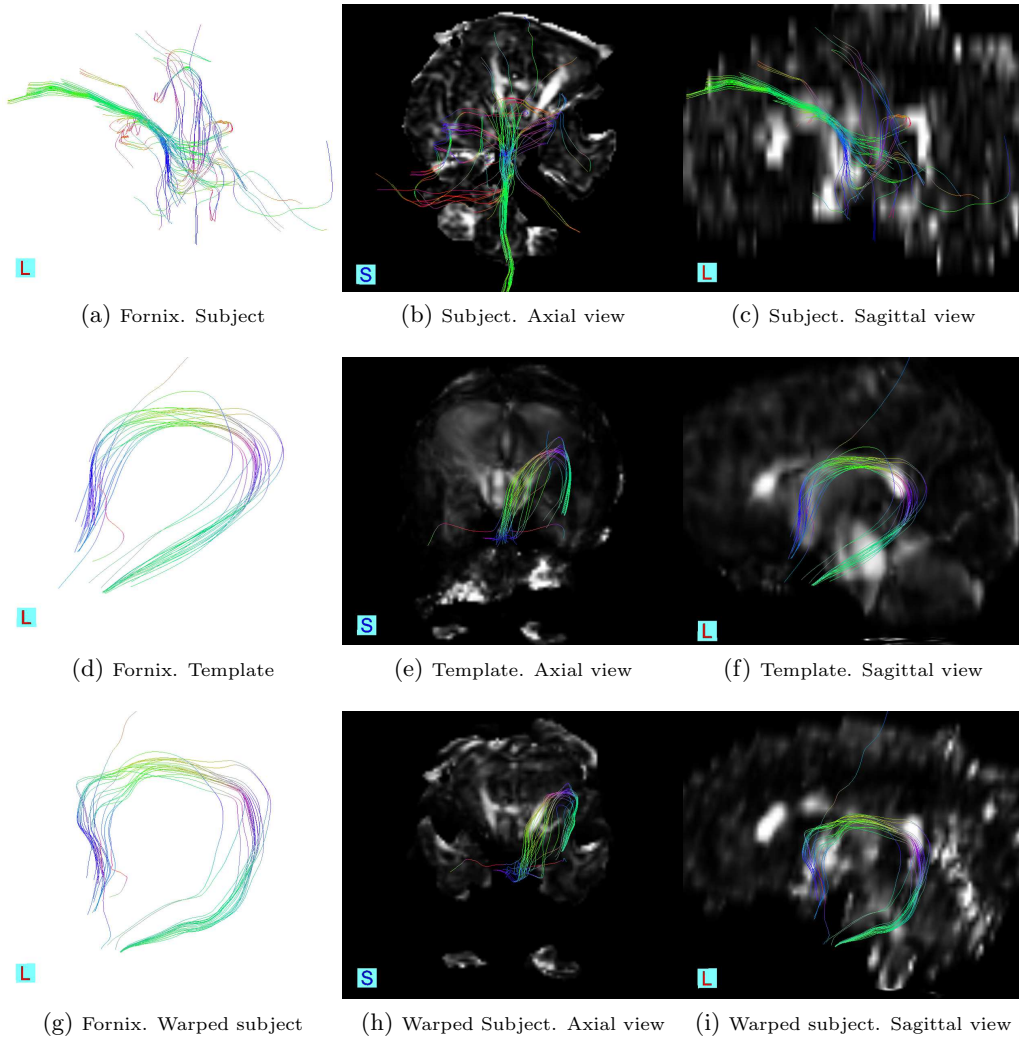 L
S
L
(a) Fornix. Subject
(b) Subject. Axial view
(c) Subject. Sagittal view
L
S
L
(d) Fornix. Template
(e) Template. Axial view
(f) Template. Sagittal view
L
S
L
(g) Fornix. Warped subject
(h) Warped Subject. Axial view
(i) Warped subject. Sagittal view